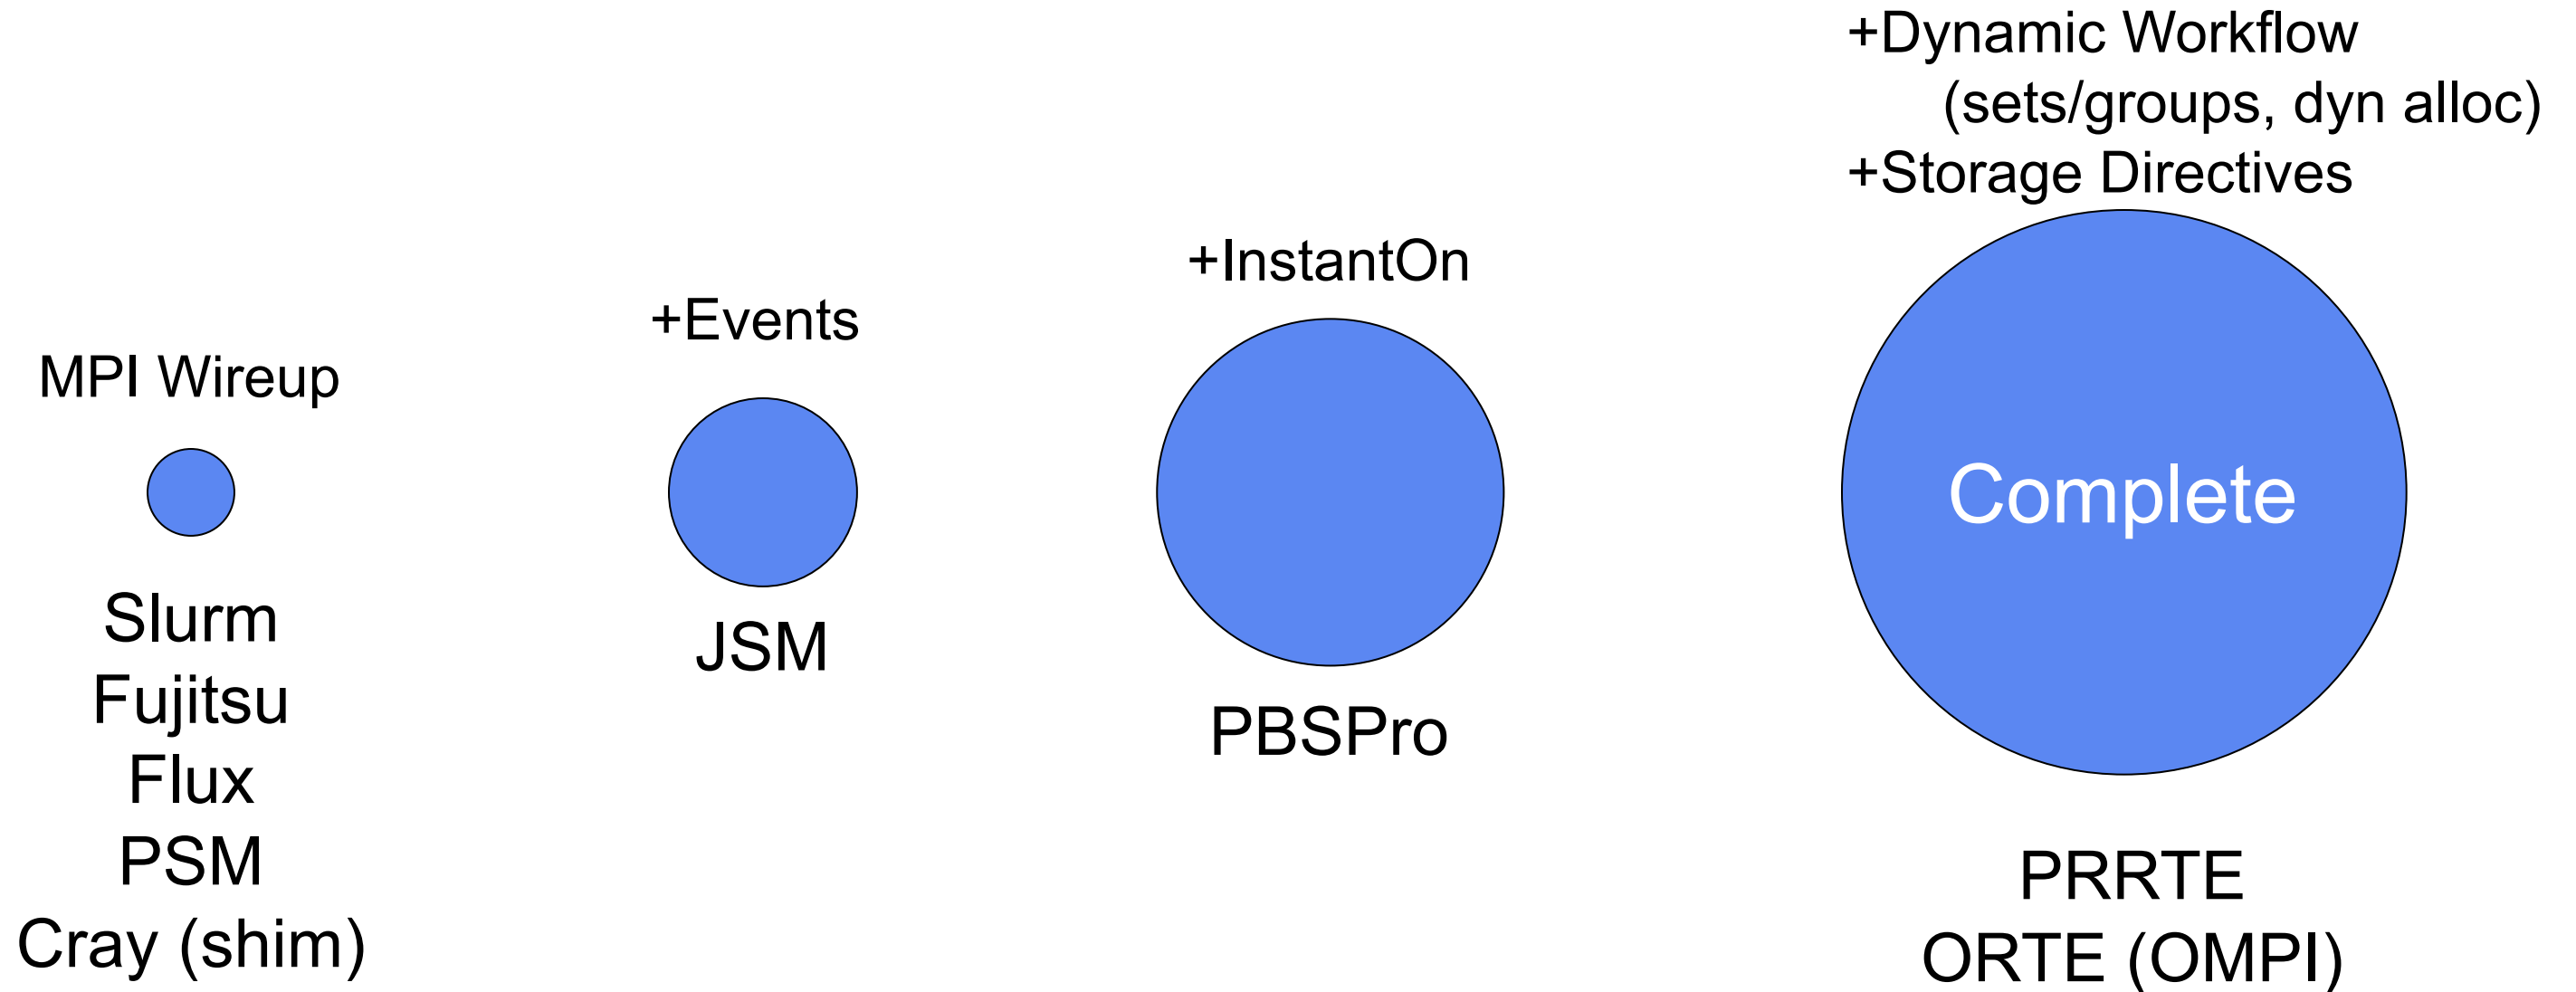 MPI Wireup
Slurm
Fujitsu
Flux
PSM
Cray (shim)
+Events
JSM
+InstantOn
PBSPro
+Dynamic Workflow
(sets/groups, dyn alloc)
+Storage Directives
Complete
PRRTE
ORTE (OMPI)